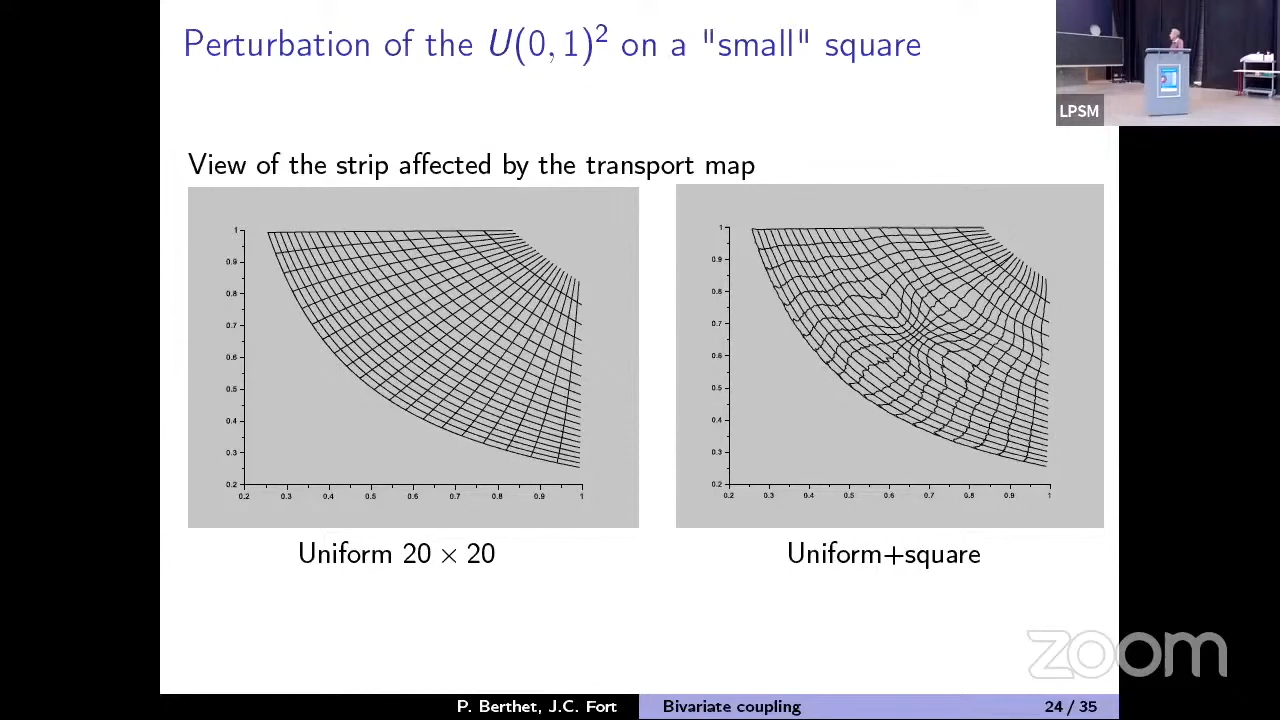 Perturbation of the U(0, 1)² on a "small" square
LPSM
View of the strip affected by the transport map
1
0.9
0.8
0.7
0.6
0.5
0.4
0.3
0.2
0.2 0.3 0.4 0.5 0.6 0.7 0.8 0.9 1
1
0.9
0.8
0.7
0.6
0.5
0.4
0.3
0.2
0.2 0.3 0.4 0.5 0.6 0.7 0.8 0.9 1
Uniform 20 × 20
Uniform+square
zoom
P. Berthet, J.C. Fort Bivariate coupling 24 / 35